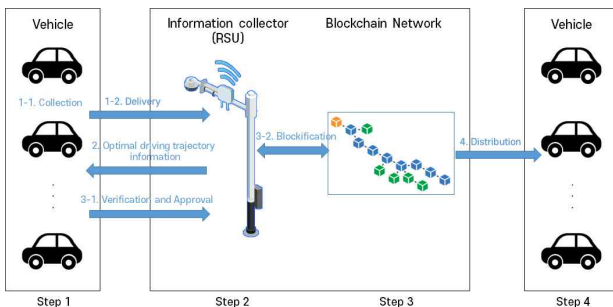 Vehicle
Information collector
(RSU)
Blockchain Network
Vehicle
1-1. Collection
1-2. Delivery
2. Optimal driving trajectory
information
3-1. Verification and Approval
3-2. Blockification
4. Distribution
Step 1
Step 2
Step 3
Step 4